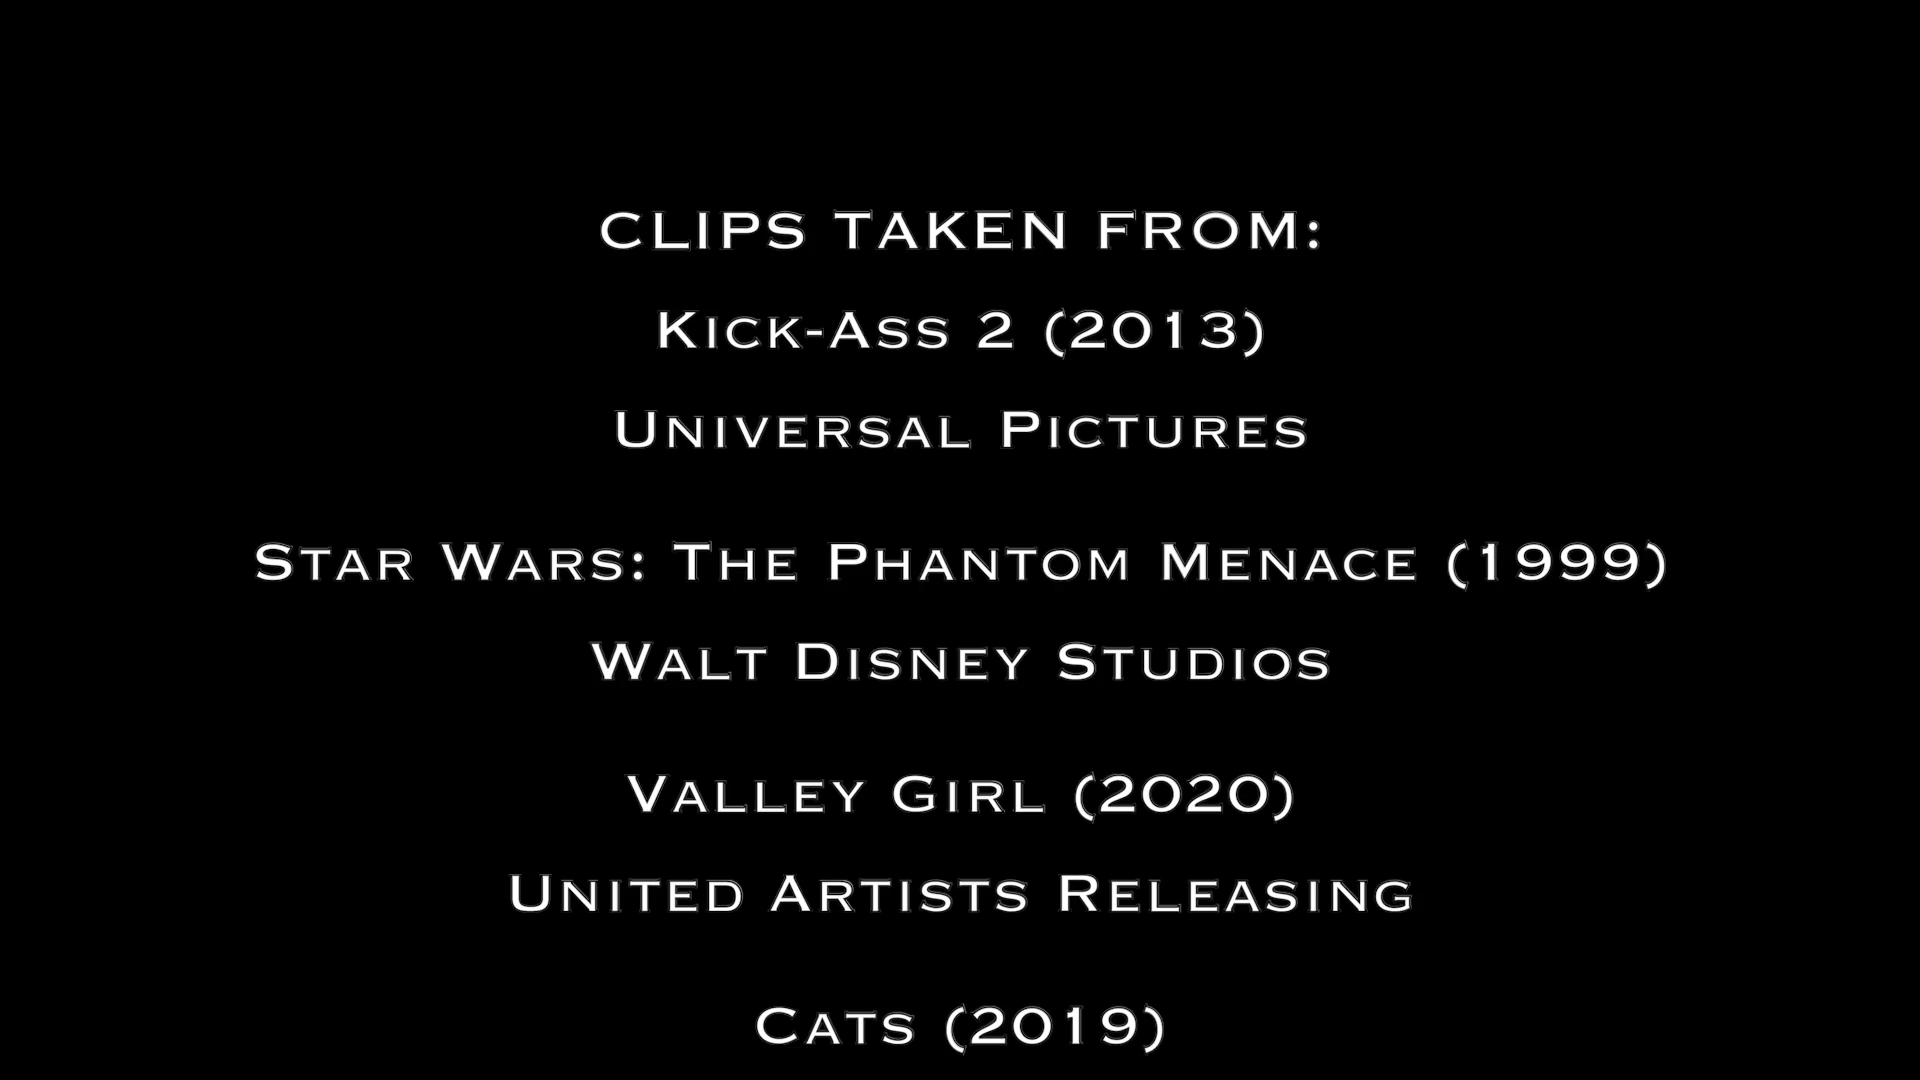 CLIPS TAKEN FROM:
Kick-Ass 2 (2013)
Universal Pictures
Star Wars: The Phantom Menace (1999)
Walt Disney Studios
Valley Girl (2020)
United Artists Releasing
Cats (2019)